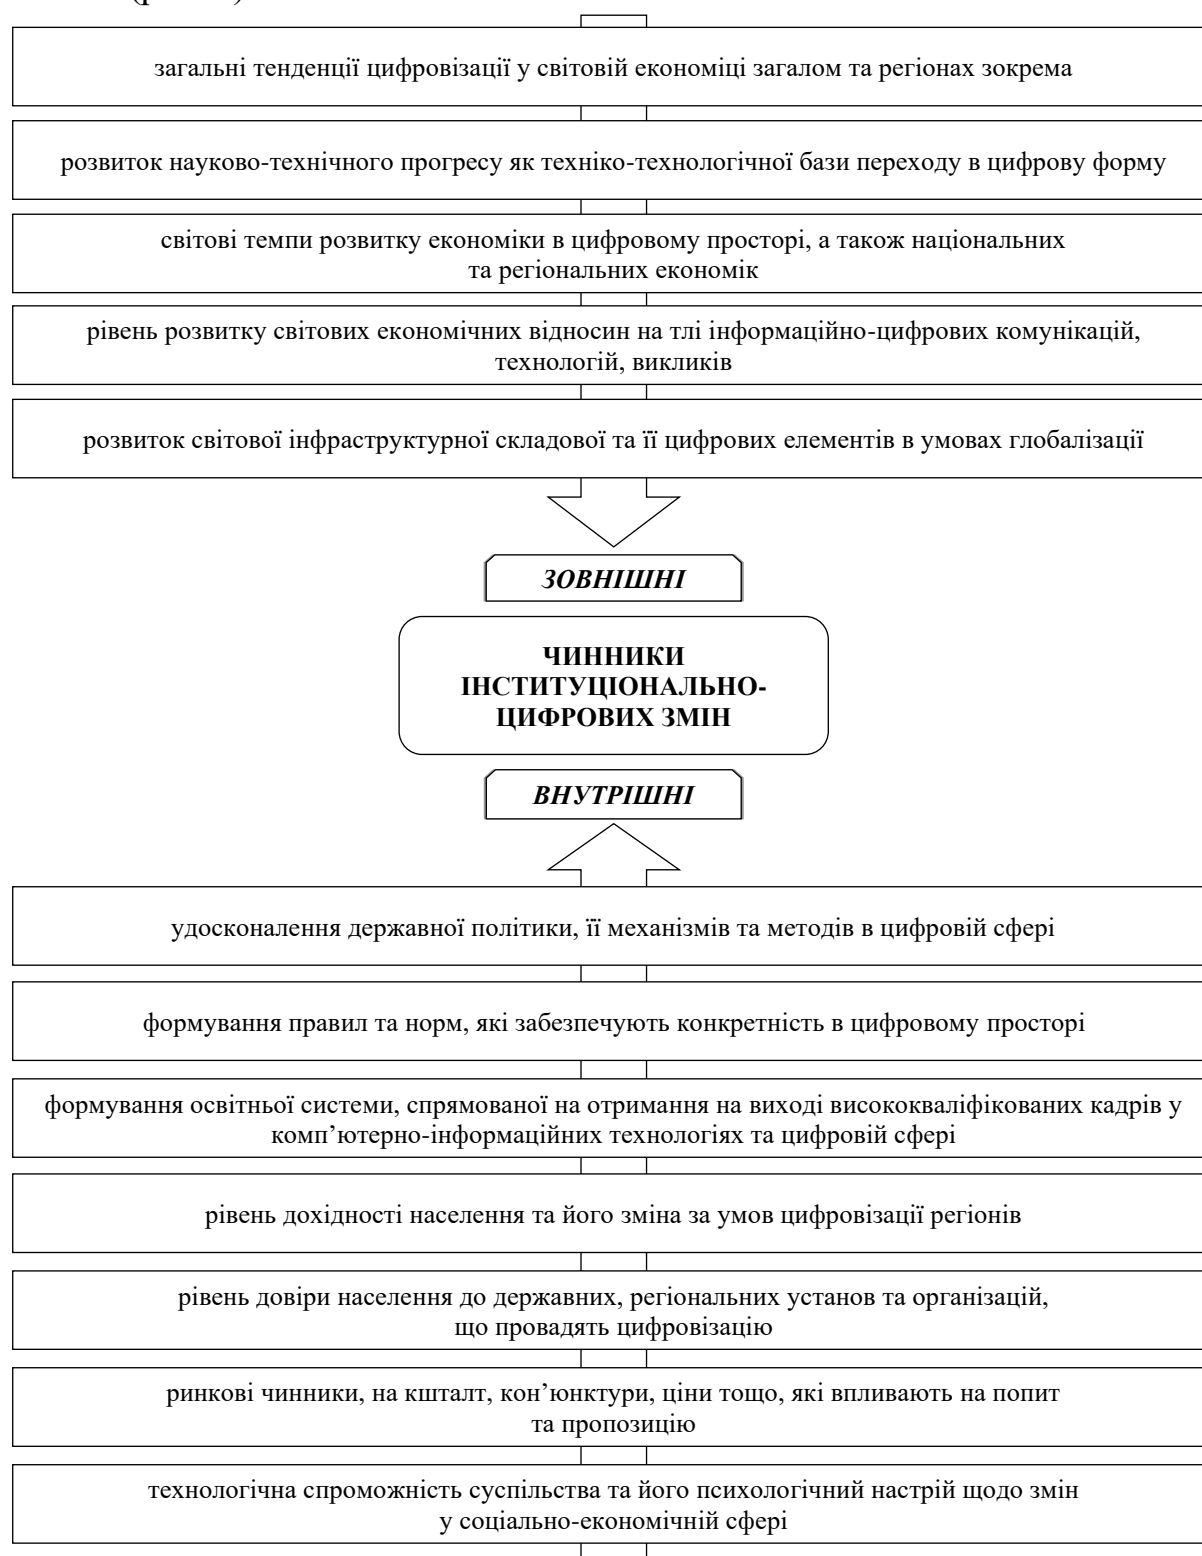 загальні тенденції цифровізації у світовій економіці загалом та регіонах зокрема
розвиток науково-технічного прогресу як техніко-технологічної бази переходу в цифрову форму
світові темпи розвитку економіки в цифровому просторі, а також національних
та регіональних економік
рівень розвитку світових економічних відносин на тлі інформаційно-цифрових комунікацій,
технологій, викликів
розвиток світової інфраструктурної складової та її цифрових елементів в умовах глобалізації
ЗОВНІШНІ
ЧИННИКИ
ІНСТИТУЦІОНАЛЬНО-
ЦИФРОВИХ ЗМІН
ВНУТРІШНІ
удосконалення державної політики, її механізмів та методів в цифровій сфері
формування правил та норм, які забезпечують конкретність в цифровому просторі
формування освітньої системи, спрямованої на отримання на виході висококваліфікованих кадрів у
комп’ютерно-інформаційних технологіях та цифровій сфері
рівень дохідності населення та його зміна за умов цифровізації регіонів
рівень довіри населення до державних, регіональних установ та організацій,
що провадять цифровізацію
ринкові чинники, на кшталт, кон’юнктури, ціни тощо, які впливають на попит
та пропозицію
технологічна спроможність суспільства та його психологічний настрій щодо змін
у соціально-економічній сфері